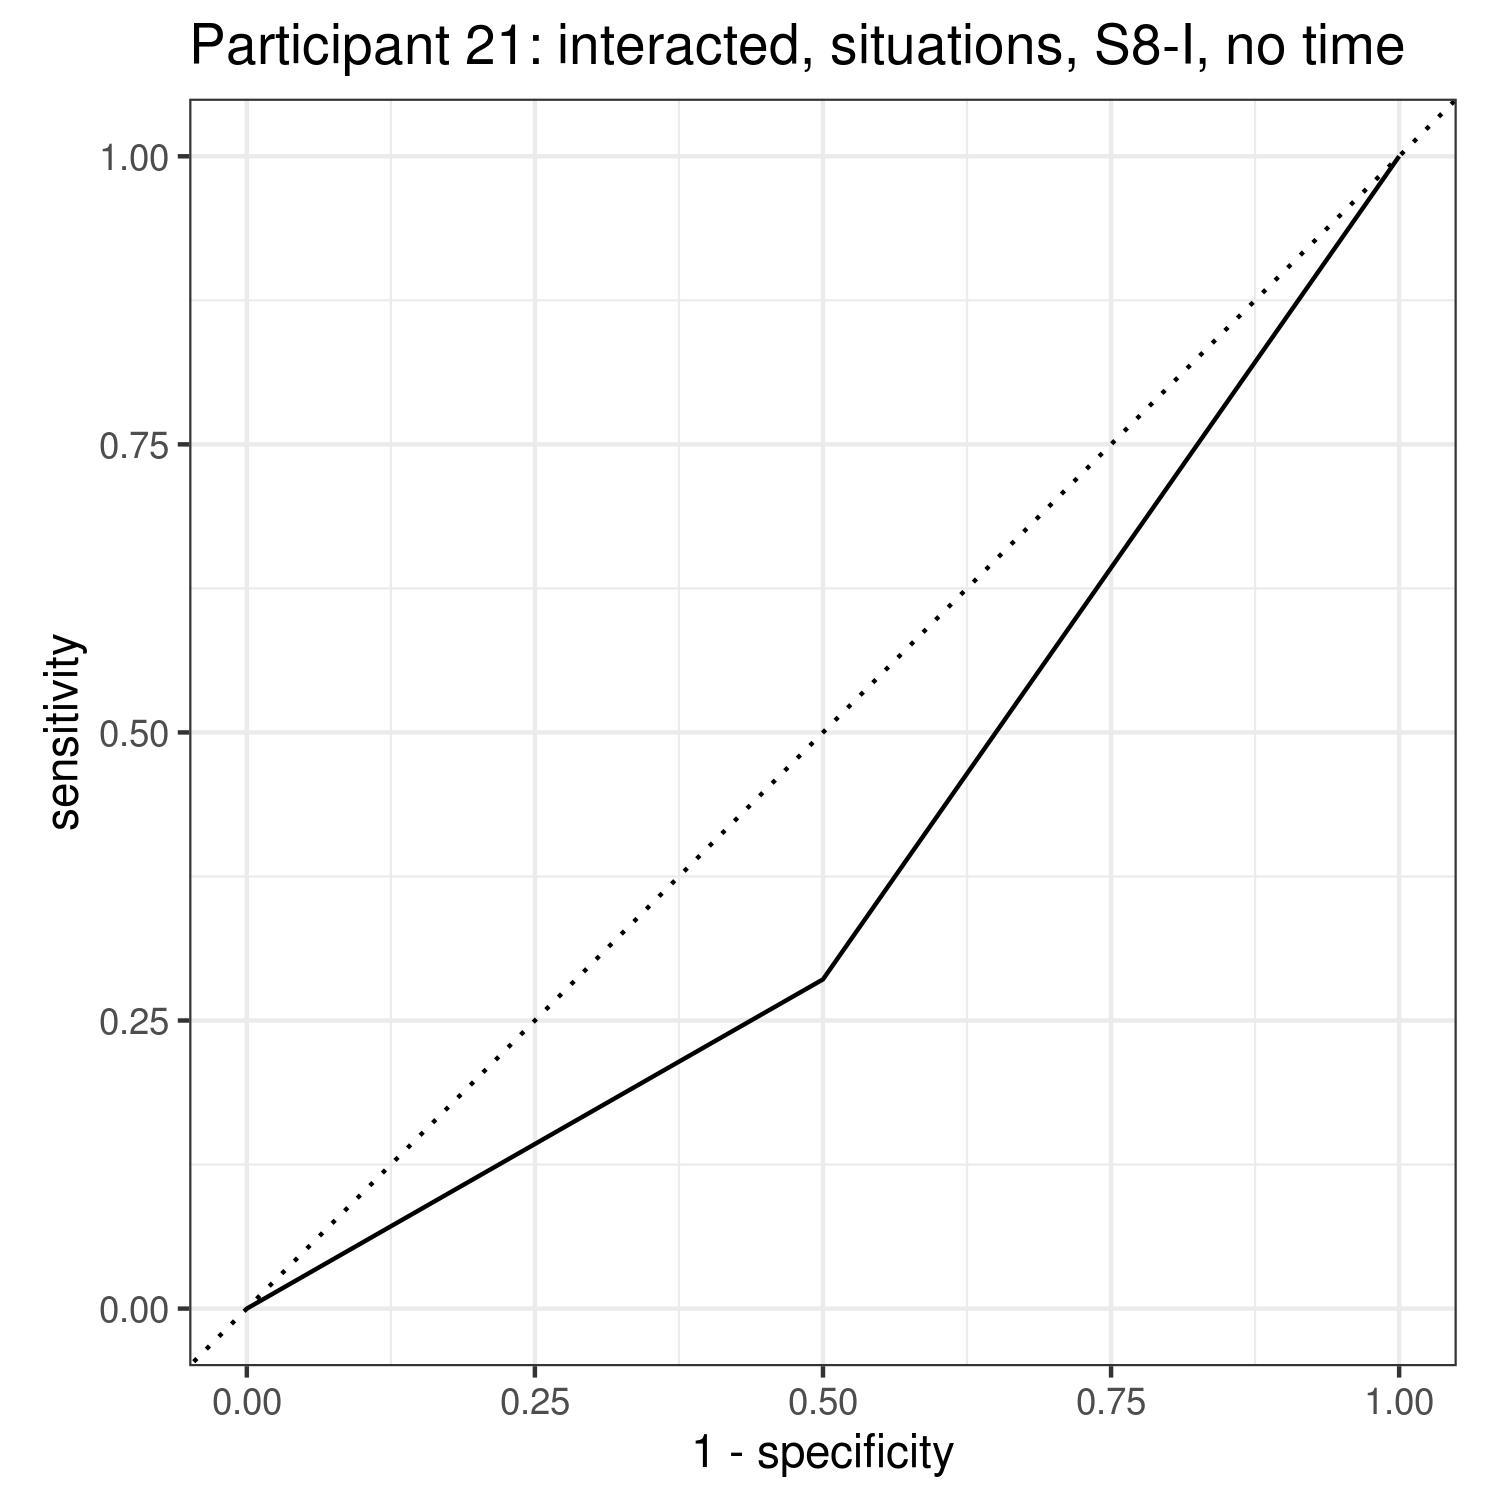 Participant 21: interacted, situations, S8-I, no time
sensitivity
1.00
0.75
0.50
0.25
0.00
0.00 0.25 0.50 0.75 1.00
1 - specificity